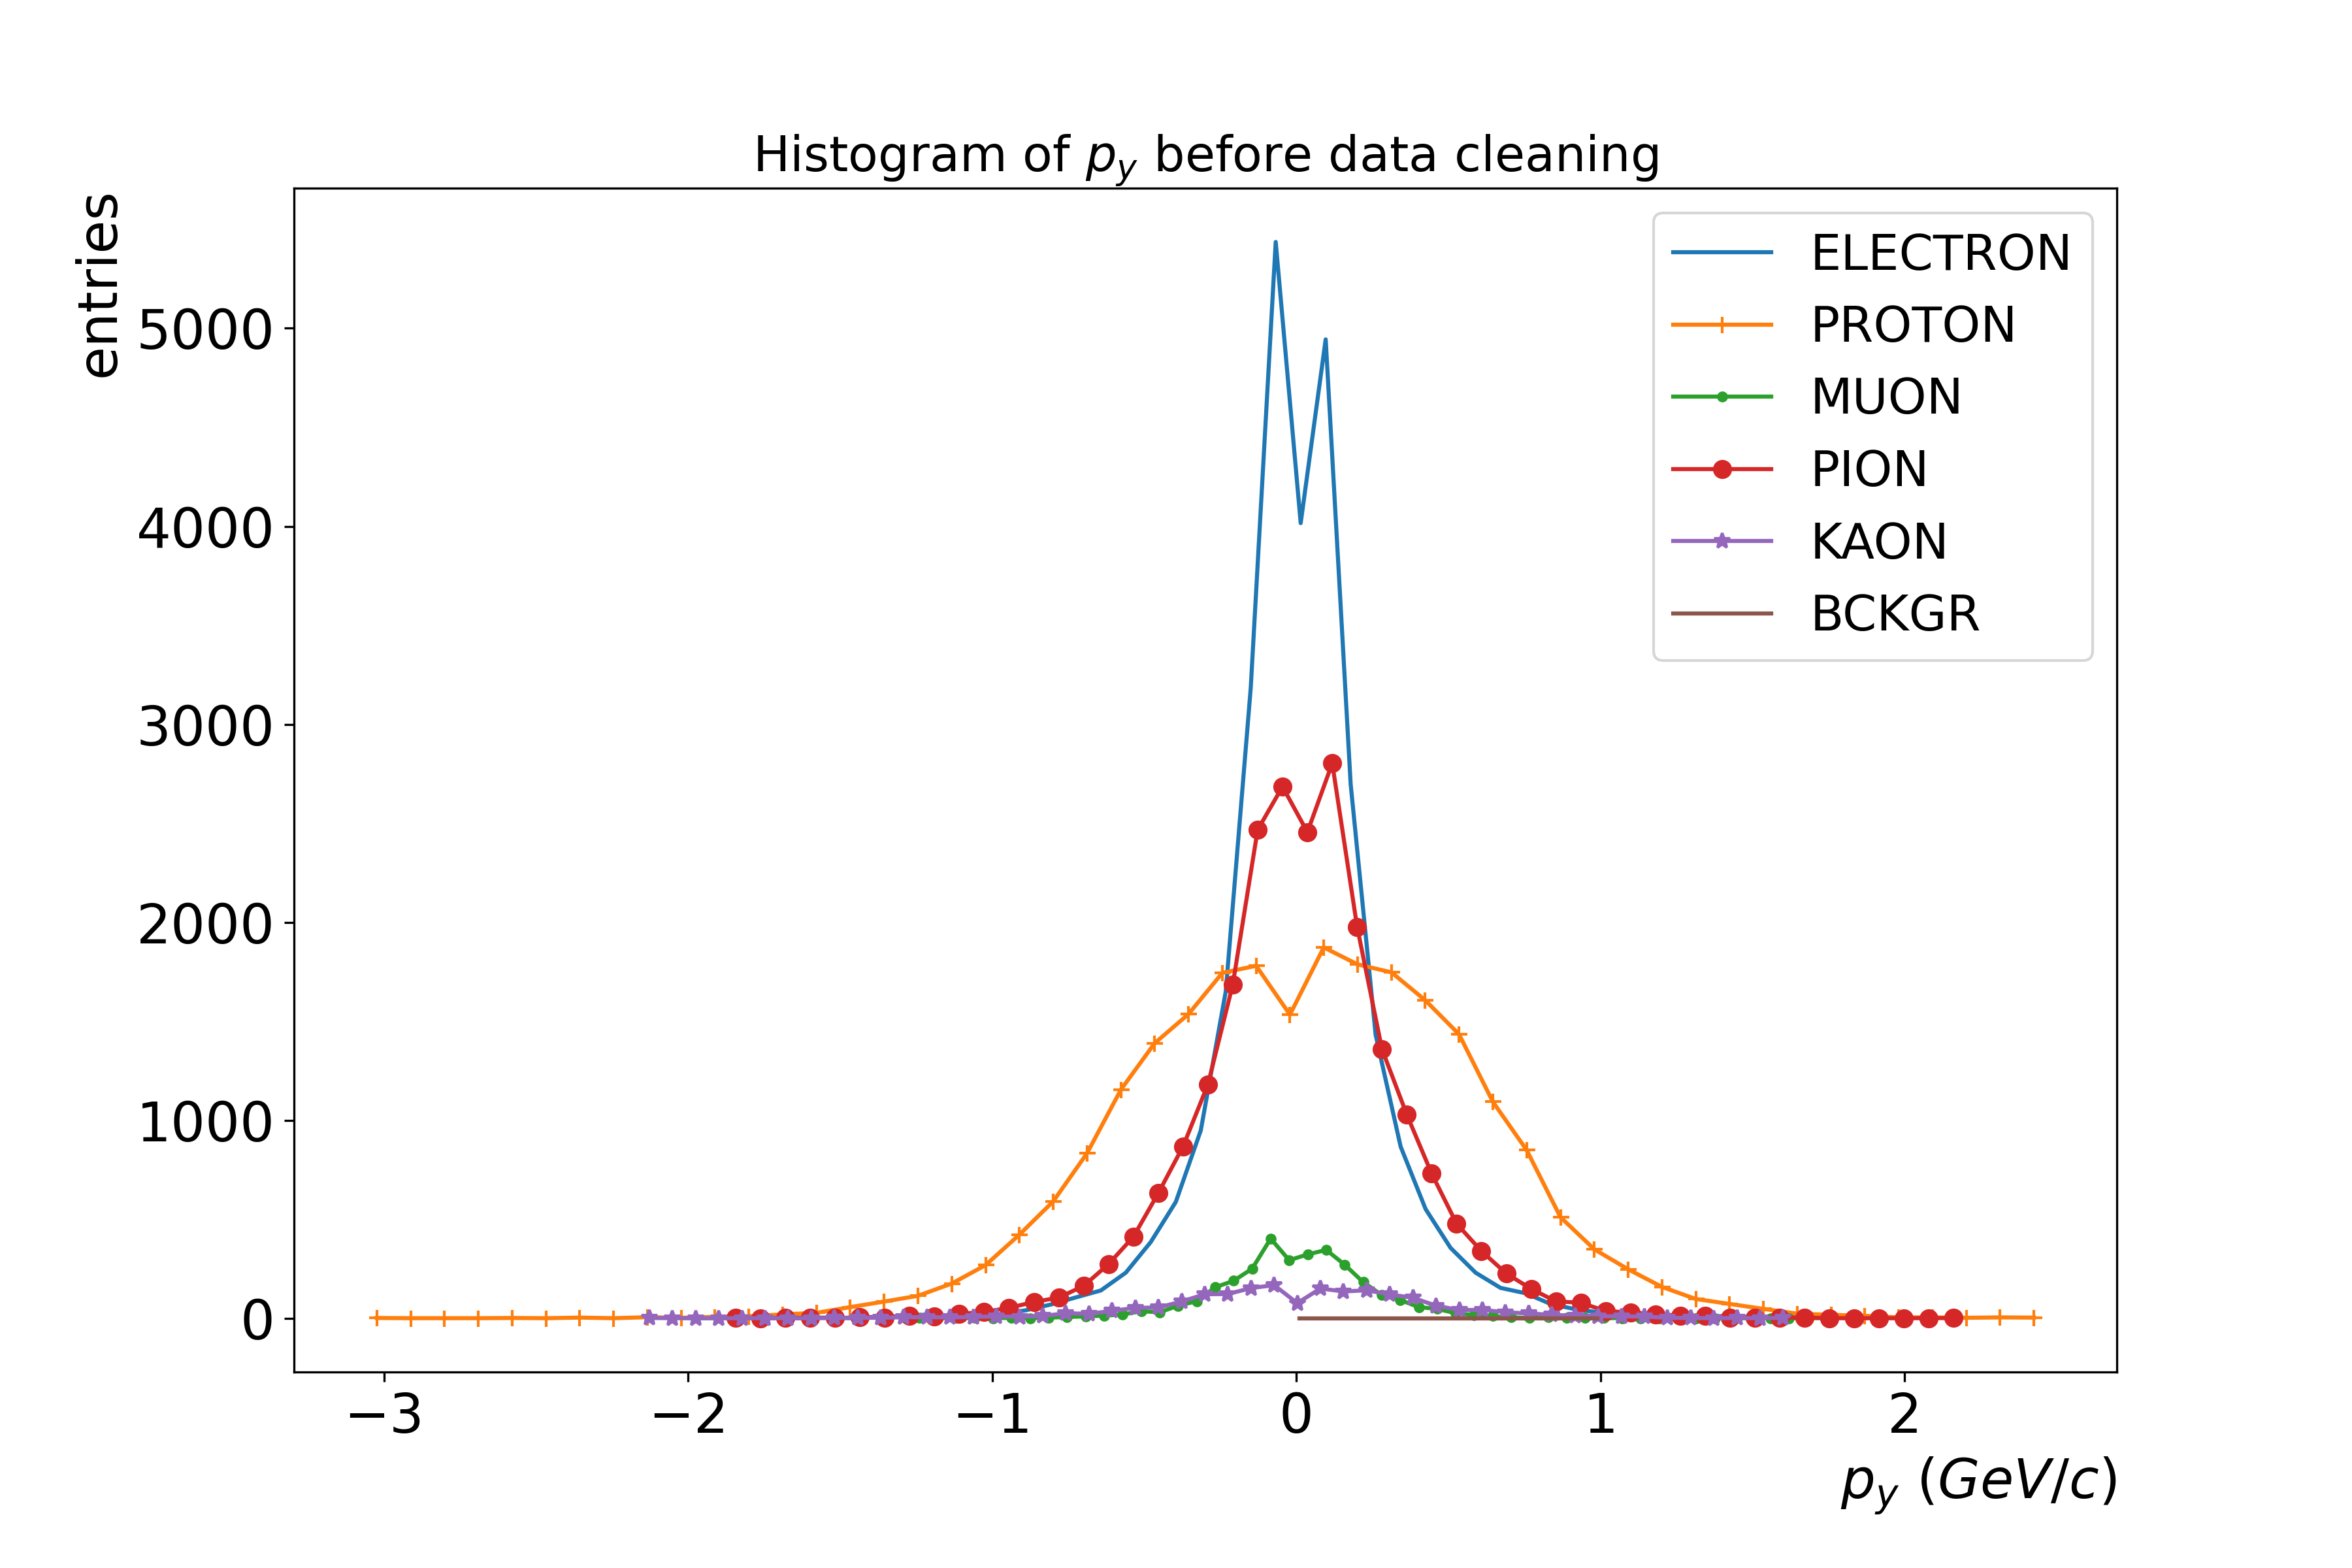 Histogram of p_y before data cleaning
entries
5000
4000
3000
2000
1000
0
−3 −2 −1 0 1 2
p_y (GeV/c)
ELECTRON
PROTON
MUON
PION
KAON
BCKGR